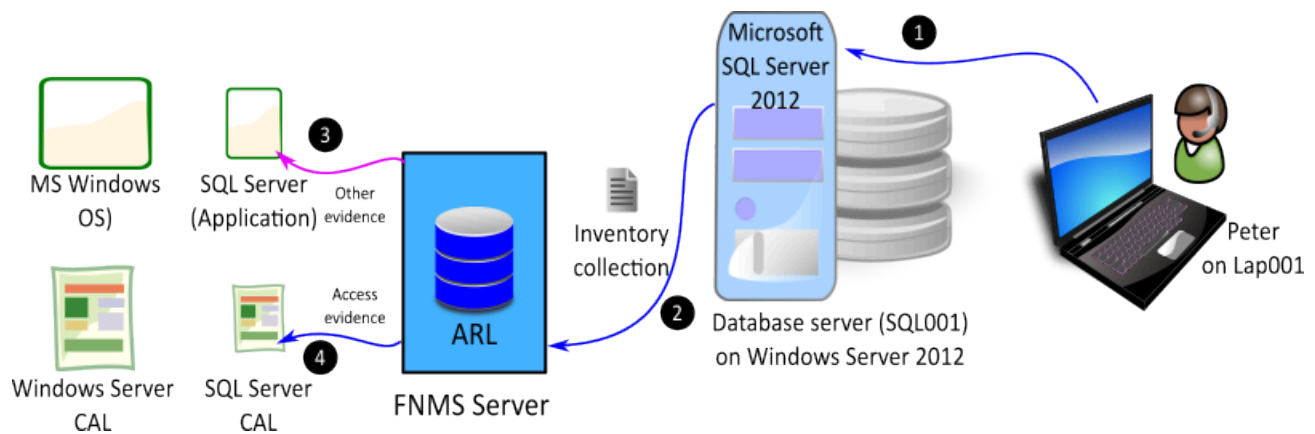 Microsoft
SQL Server
2012
1
MS Windows
OS)
SQL Server
(Application)
3
Other
evidence
Inventory
collection
ARL
Peter
on Lap001
2
Database server (SQL001)
on Windows Server 2012
Access
evidence
4
Windows Server
CAL
SQL Server
CAL
FNMS Server